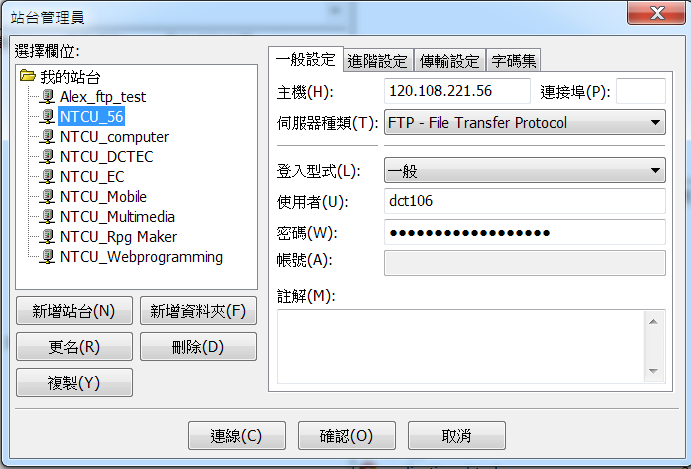 站台管理員
選擇欄位:
我的站台
Alex_ftp_test
NTCU_56
NTCU_computer
NTCU_DCTEC
NTCU_EC
NTCU_Mobile
NTCU_Multimedia
NTCU_Rpg Maker
NTCU_Webprogramming
新增站台(N) 新增資料夾(F)
更名(R) 刪除(D)
複製(Y)
一般設定 進階設定 傳輸設定 字碼集
主機(H): 120.108.221.56 連接埠(P):
伺服器種類(T): FTP - File Transfer Protocol
登入型式(L): 一般
使用者(U): dct106
密碼(W): ●●●●●●●●●●●●●●●●●●
帳號(A):
註解(M):
連線(C) 確認(O) 取消